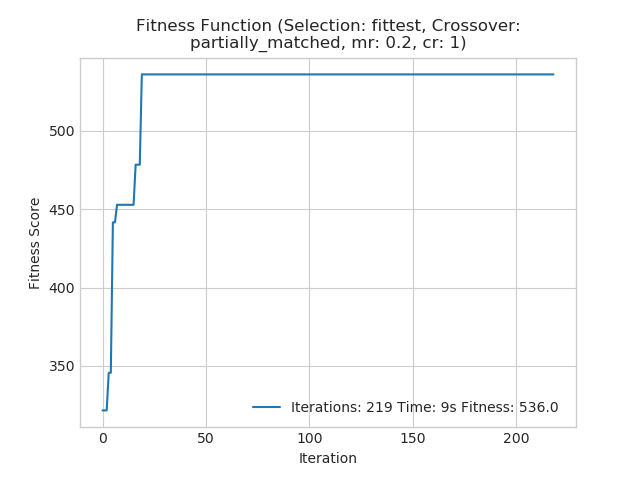 Fitness Function (Selection: fittest, Crossover:
partially_matched, mr: 0.2, cr: 1)
Fitness Score
500
450
400
350
Iterations: 219 Time: 9s Fitness: 536.0
0 50 100 150 200
Iteration